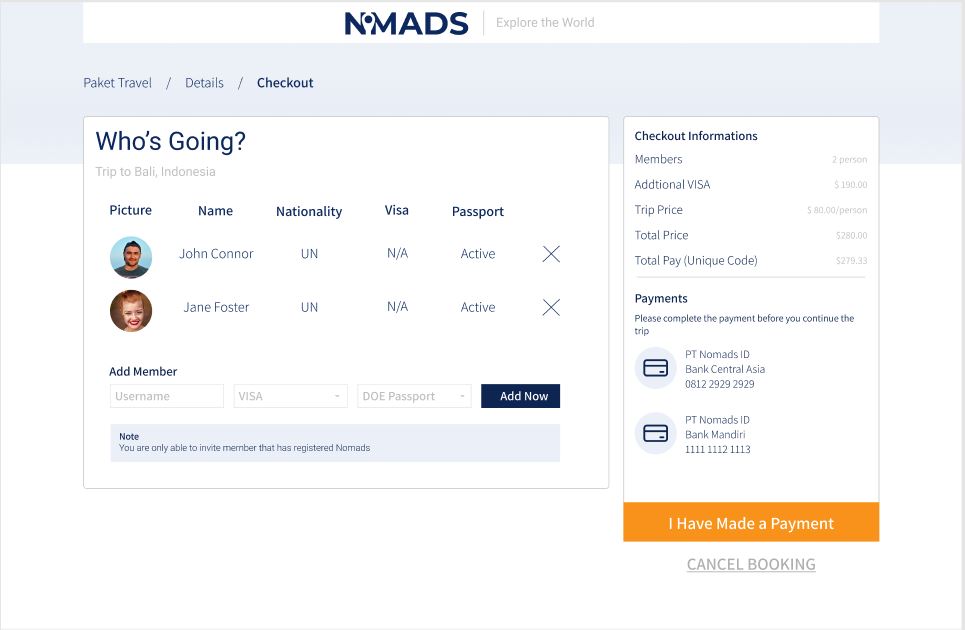 NOMADS
Explore the World
Paket Travel / Details / Checkout
Who's Going?
Trip to Bali, Indonesia
Picture Name Nationality Visa Passport
John Connor UN N/A Active
Jane Foster UN N/A Active
Add Member
Username VISA DOE Passport Add Now
Note
You are only able to invite member that has registered Nomads
Checkout Informations
Members 2 person
Addtional VISA $ 190.00
Trip Price $ 80.00/person
Total Price $280.00
Total Pay (Unique Code) $279.33
Payments
Please complete the payment before you continue the
trip
PT Nomads ID
Bank Central Asia
0812 2929 2929
PT Nomads ID
Bank Mandiri
1111 1112 1113
I Have Made a Payment
CANCEL BOOKING